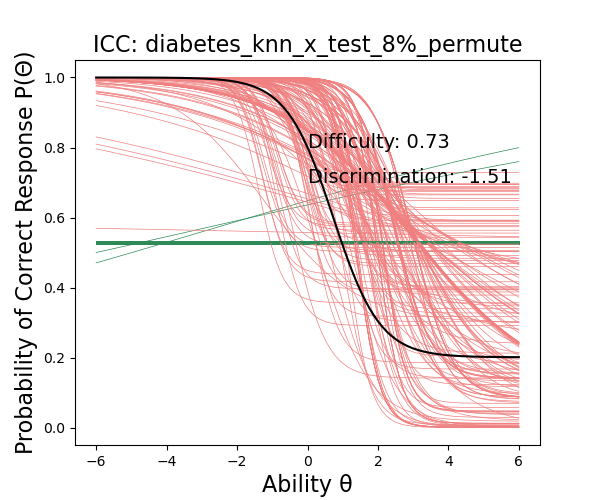 ICC: diabetes_knn_x_test_8%_permute
Probability of Correct Response P(Θ)
1.0
0.8
0.6
0.4
0.2
0.0
Difficulty: 0.73
Discrimination: -1.51
−6 −4 −2 0 2 4 6
Ability θ